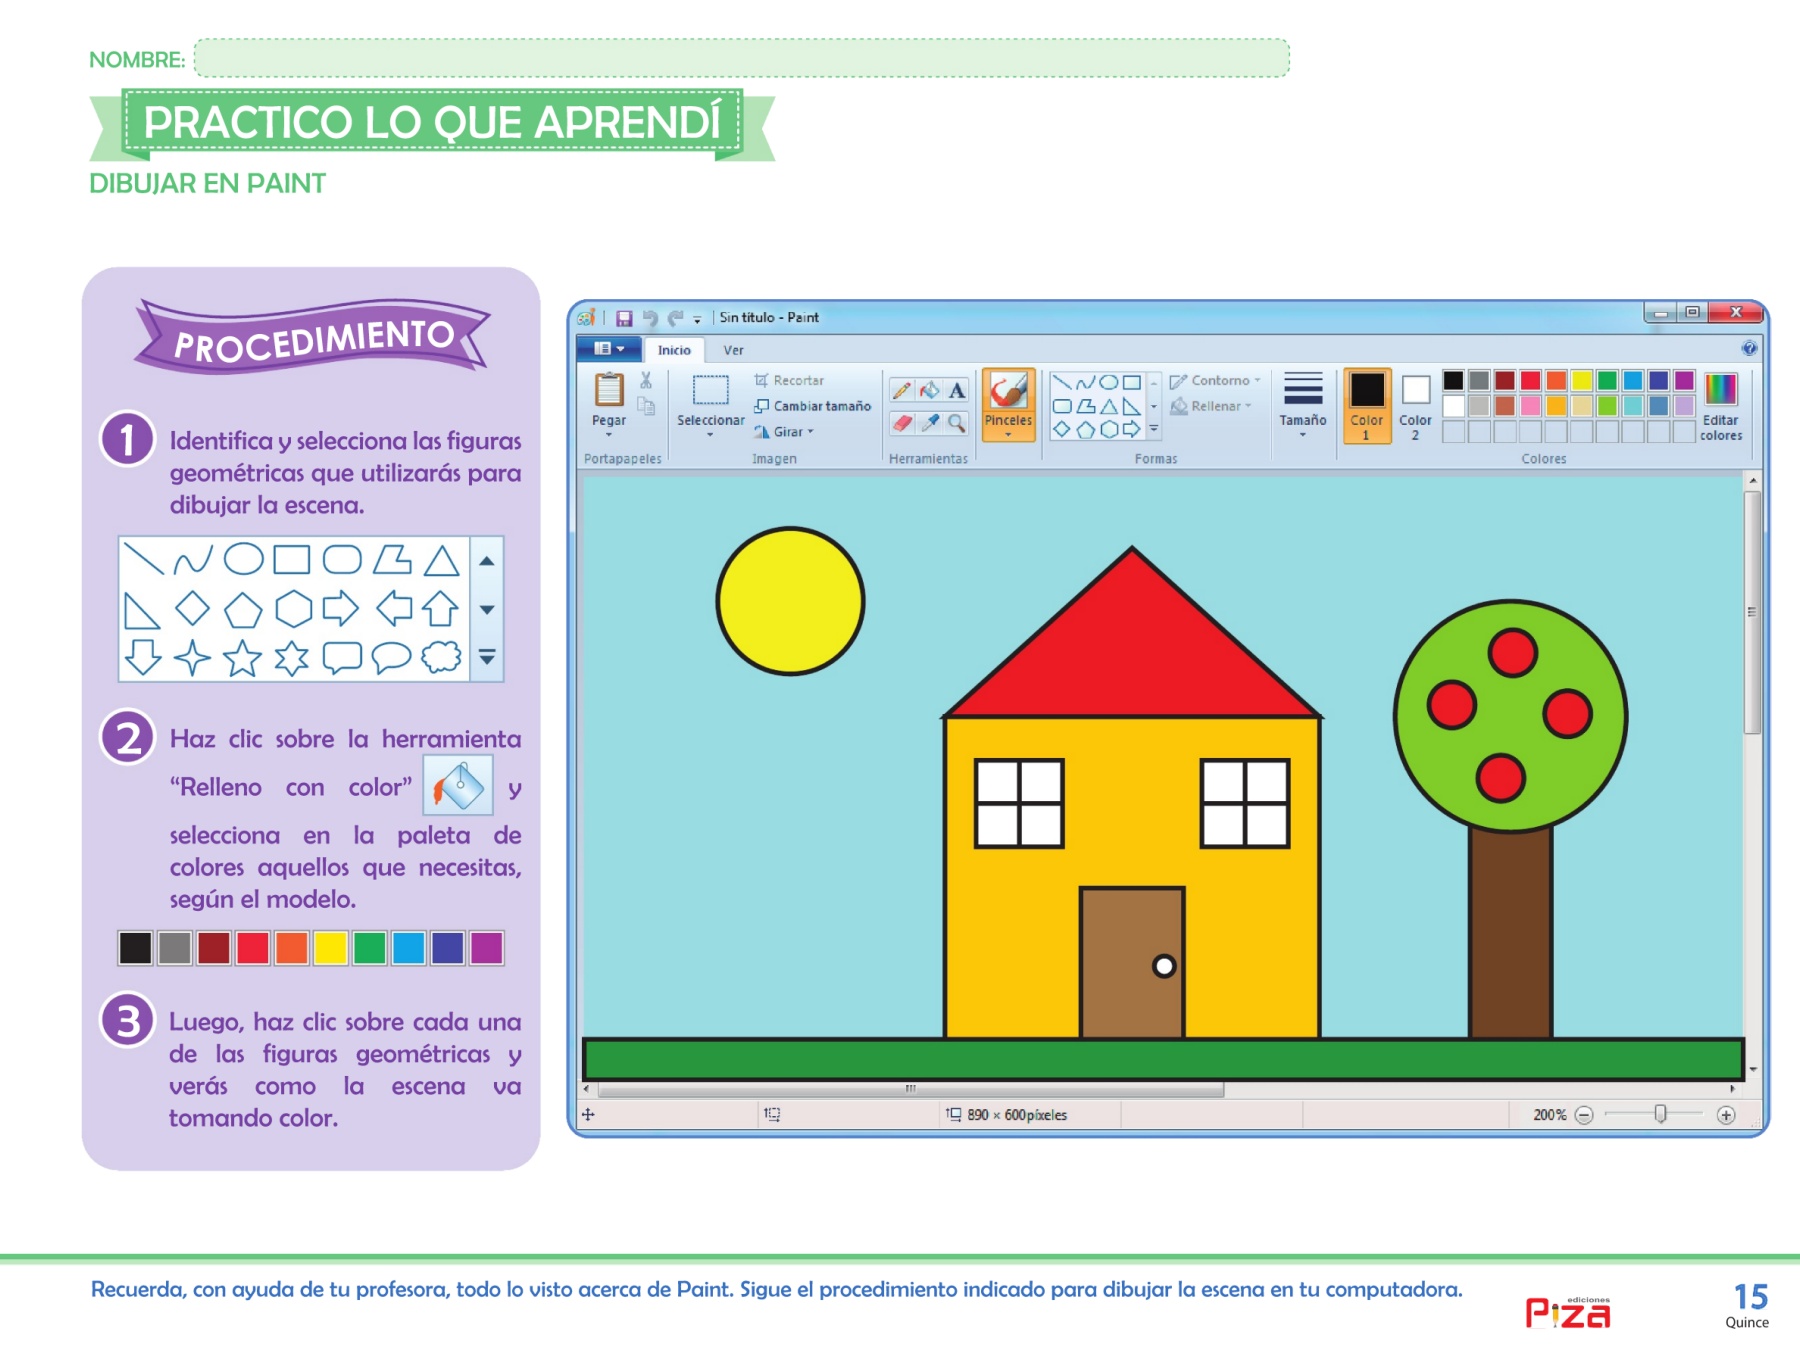 NOMBRE:
PRACTICO LO QUE APRENDÍ
DIBUJAR EN PAINT
PROCEDIMIENTO
1
Identifica y selecciona las figuras
geométricas que utilizarás para
dibujar la escena.
2
Haz clic sobre la herramienta
“Relleno con color” y
selecciona en la paleta de
colores aquellos que necesitas,
según el modelo.
3
Luego, haz clic sobre cada una
de las figuras geométricas y
verás como la escena va
tomando color.
Sin título - Paint
Inicio Ver
Pegar
Portapapeles
Seleccionar
Recortar
Cambiar tamaño
Girar
Imagen
A
Herramientas
Pinceles
Contorno
Rellenar
Formas
Tamaño
Color
1
Color
2
Editar
colores
Colores
890 × 600píxeles
200%
Recuerda, con ayuda de tu profesora, todo lo visto acerca de Paint. Sigue el procedimiento indicado para dibujar la escena en tu computadora.
ediciones
Piza
15
Quince